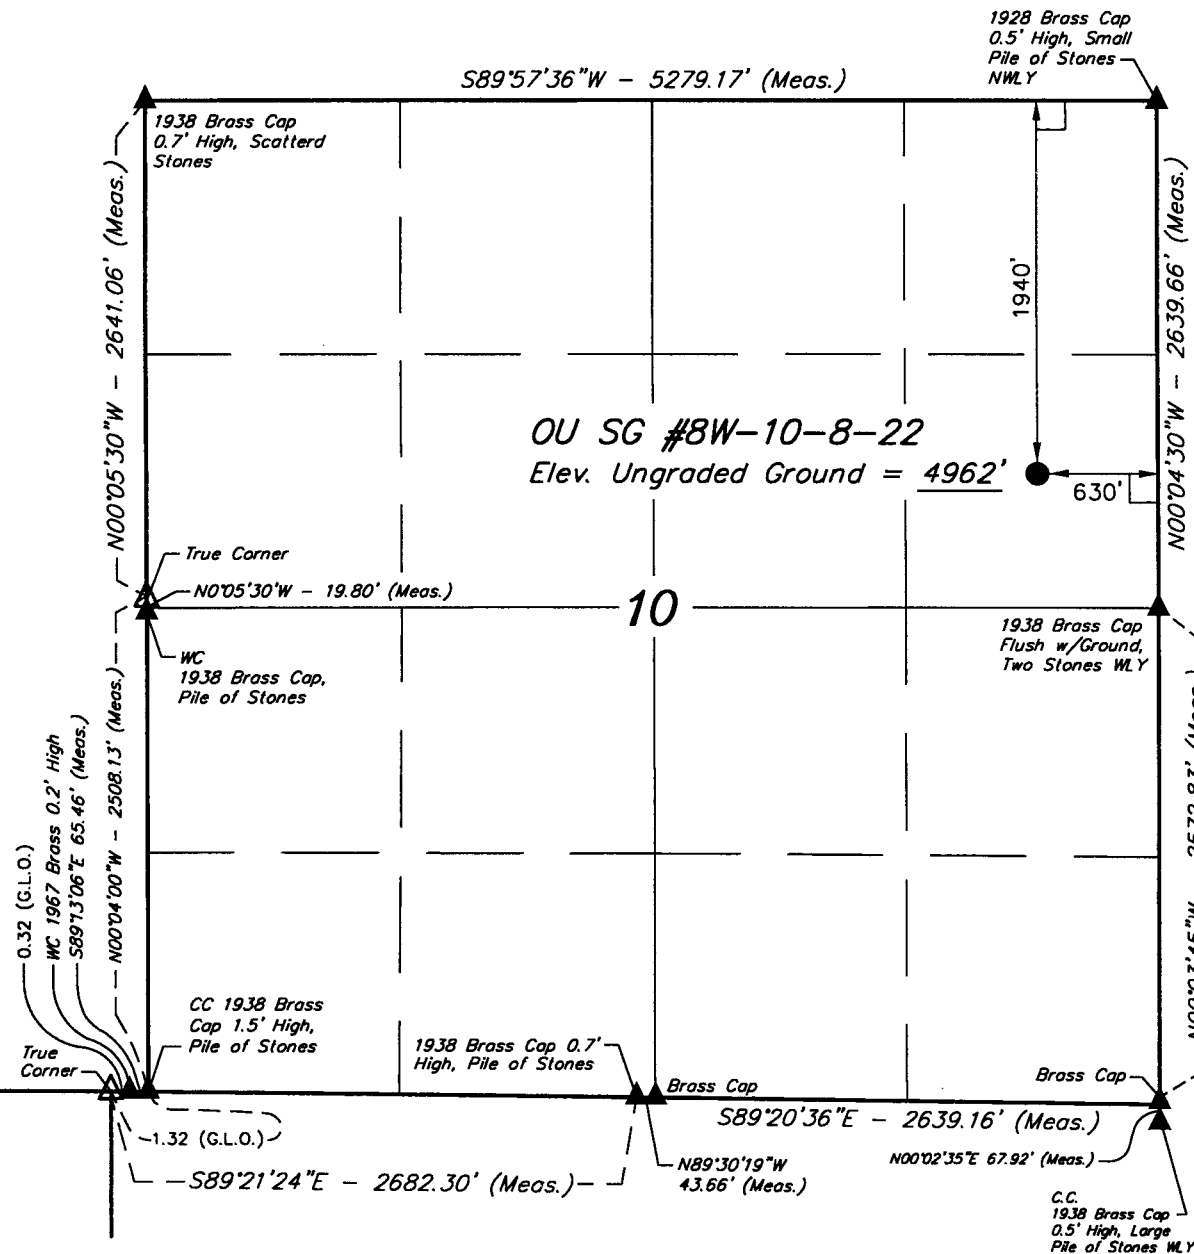 1928 Brass Cap
0.5' High, Small
Pile of Stones
NWLY
S89°57'36"W - 5279.17' (Meas.)
1938 Brass Cap
0.7' High, Scatterd
Stones
N00°05'30"W - 2641.06' (Meas.)
1940'
N00°04'30"W - 2639.66' (Meas.)
OU SG #8W-10-8-22
Elev. Ungraded Ground = 4962'
630'
True Corner
N0°05'30'W - 19.80' (Meas.)
10
WC
1938 Brass Cap,
Pile of Stones
1938 Brass Cap
Flush w/Ground,
Two Stones WLY
0.32 (G.L.O.)
WC 1967 Brass 0.2' High
S89°13'06"E 65.46' (Meas.)
N00°04'00"W - 2508.13' (Meas.)
CC 1938 Brass
Cap 1.5' High,
Pile of Stones
True
Corner
1938 Brass Cap 0.7'
High, Pile of Stones
Brass Cap
Brass Cap
S89°20'36"E - 2639.16' (Meas.)
1.32 (G.L.O.)
S89°21'24"E - 2682.30' (Meas.)
N89°30'19"W
43.66' (Meas.)
N00°02'35"E 67.92' (Meas.)
C.C.
1938 Brass Cap
0.5' High, Large
Pile of Stones WLY